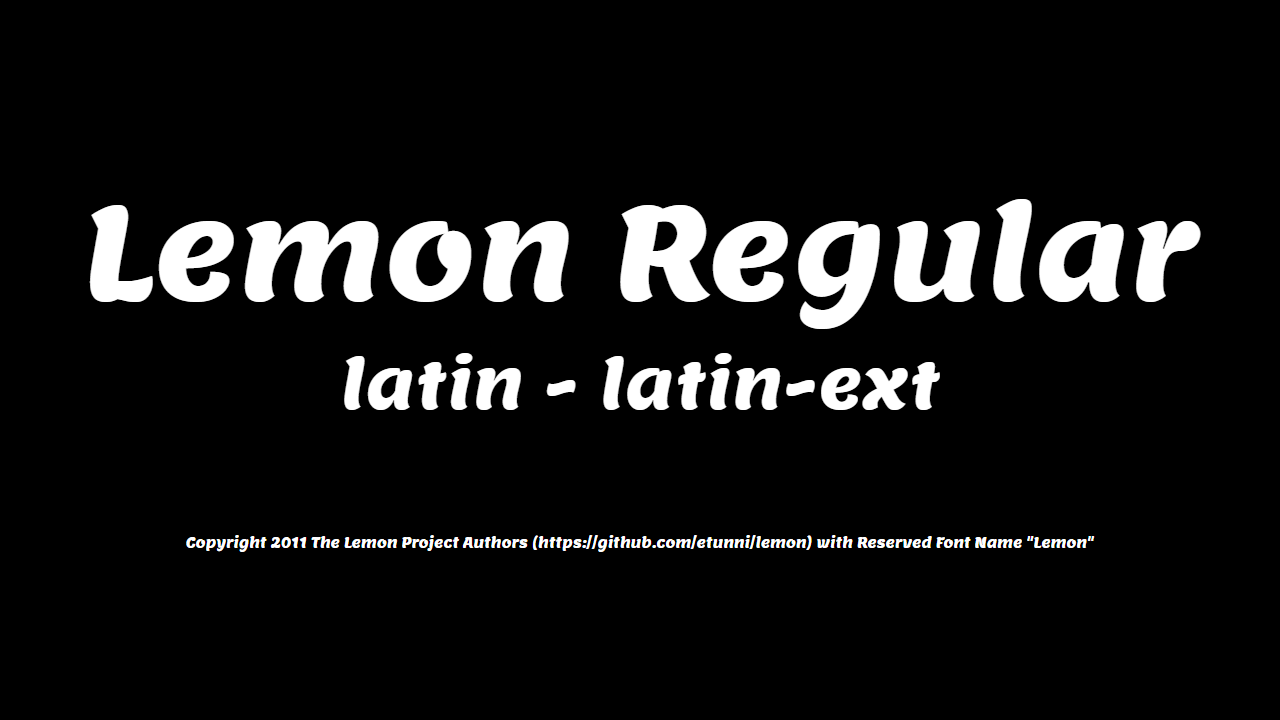 Lemon Regular
latin - latin-ext
Copyright 2011 The Lemon Project Authors (https://github.com/etunni/lemon) with Reserved Font Name "Lemon"